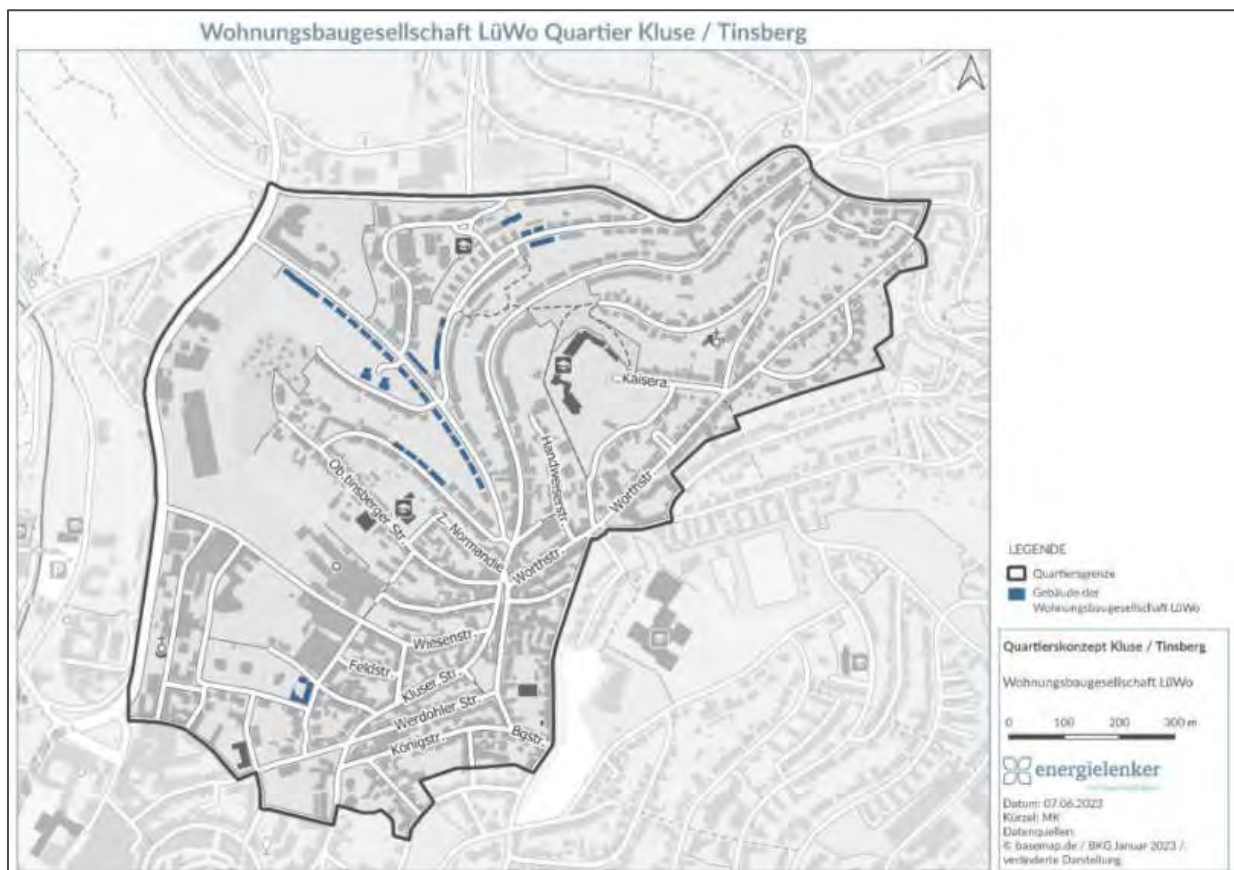 Wohnungsbaugesellschaft LüWo Quartier Kluse / Tinsberg
Kaisera.
Handweiserstr.
Worthstr.
Ob.tinsberger Str.
Z. Normandie
Worthstr.
Wiesenstr.
Feldstr.
Kluser Str.
Werdohler Str.
Königstr.
Bgstr.
LEGENDE
Quartiersgrenze
Gebäude der
Wohnungsbaugesellschaft LüWo
Quartierskonzept Kluse / Tinsberg
Wohnungsbaugesellschaft LüWo
0 100 200 300 m
energielenker
Datum: 07.06.2023
Kürzel: MK
Datenquellen:
© basemap.de / BKG Januar 2023 /
veränderte Darstellung